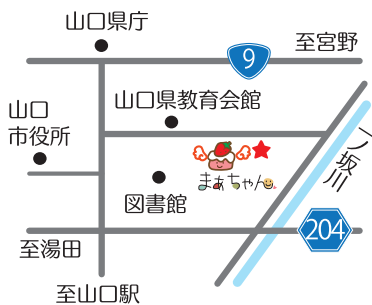 山口県庁
9
至宮野
山口県教育会館
山口
市役所
一ノ坂川
まぁちゃん
図書館
204
至湯田
至山口駅